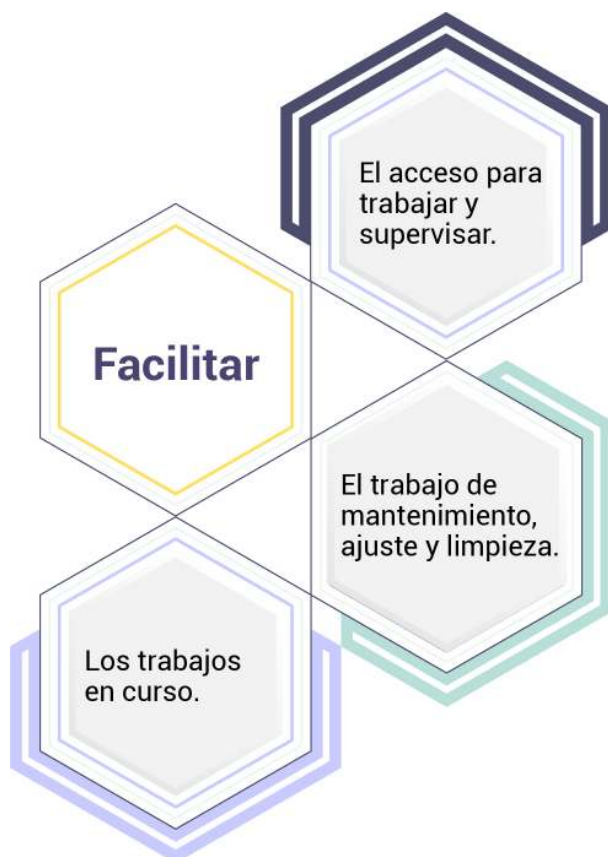 Facilitar
El acceso para
trabajar y
supervisar.
El trabajo de
mantenimiento,
ajuste y limpieza.
Los trabajos
en curso.